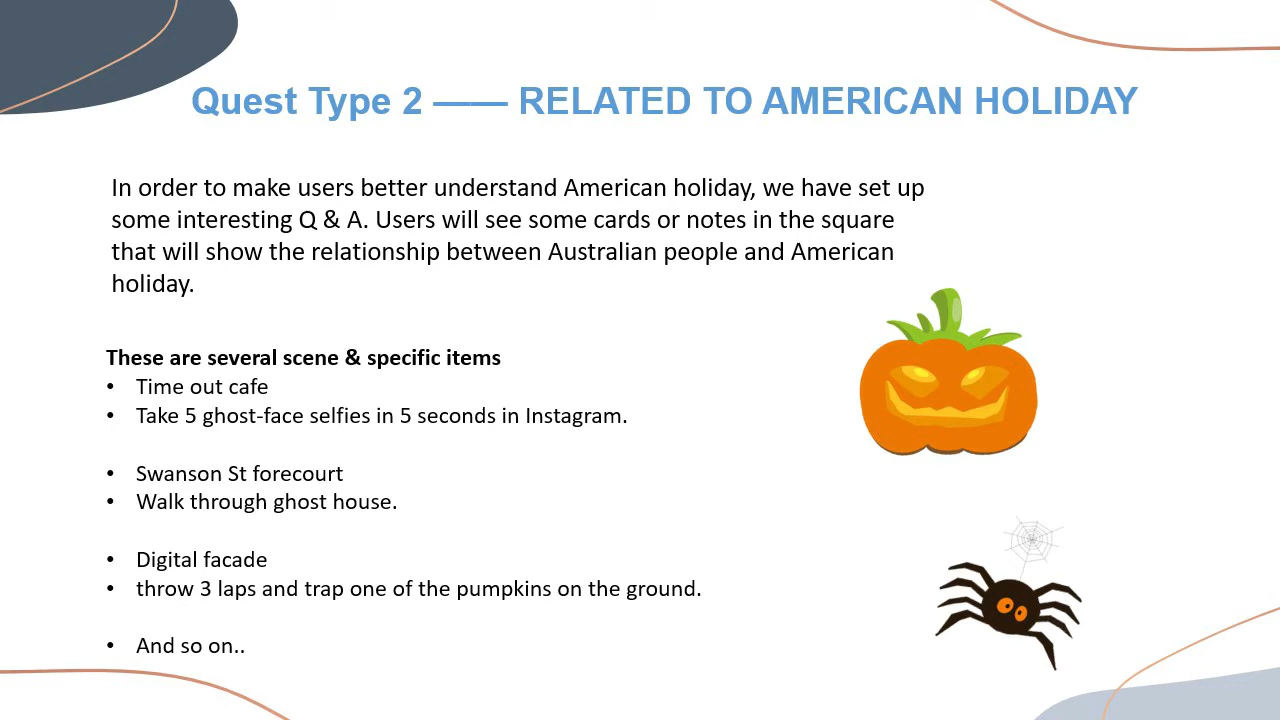 Quest Type 2 —— RELATED TO AMERICAN HOLIDAY
In order to make users better understand American holiday, we have set up
some interesting Q & A. Users will see some cards or notes in the square
that will show the relationship between Australian people and American
holiday.
These are several scene & specific items
• Time out cafe
• Take 5 ghost-face selfies in 5 seconds in Instagram.
• Swanson St forecourt
• Walk through ghost house.
• Digital facade
• throw 3 laps and trap one of the pumpkins on the ground.
• And so on..